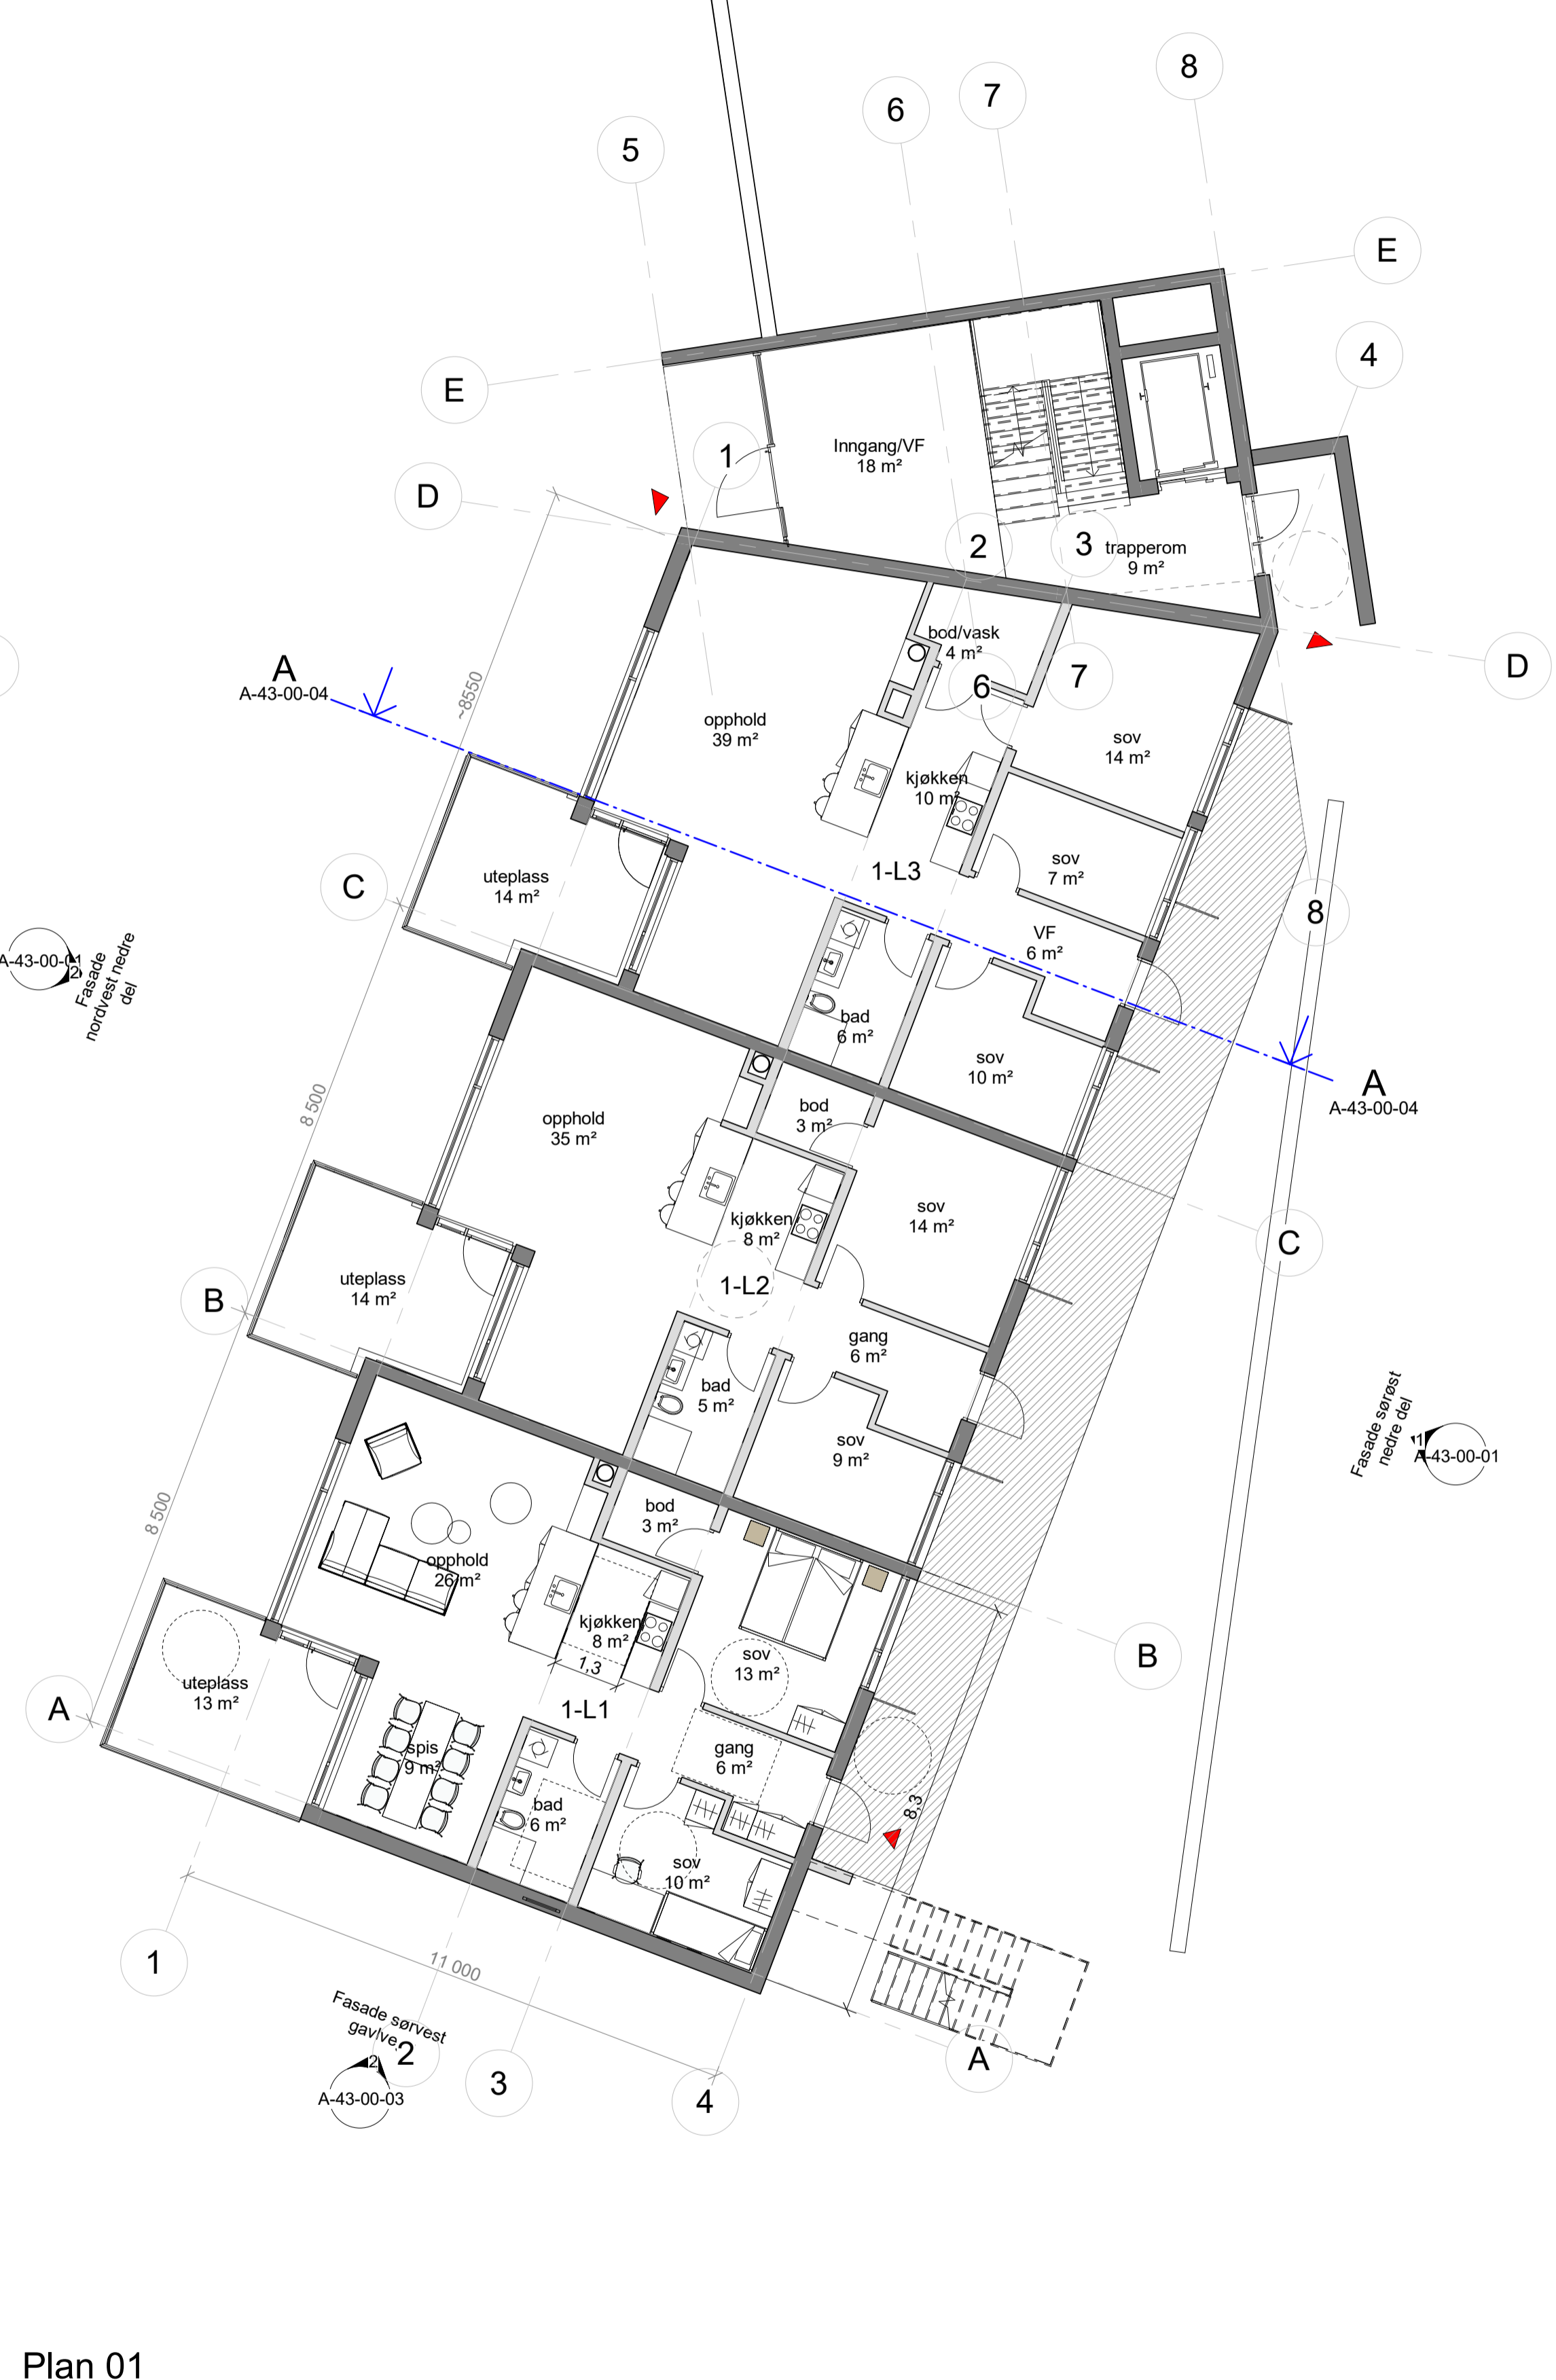 8
7
6
5
E
4
E
1
Inngang/VF
18 m²
D
2
3
trapperom
9 m²
bod/vask
4 m²
D
A
A-43-00-04
6
7
~8550
opphold
39 m²
sov
14 m²
kjøkken
10 m²
1-L3
sov
7 m²
uteplass
14 m²
C
8
VF
6 m²
A-43-00-01
2
Fasade
nordvest nedre
del
bad
6 m²
sov
10 m²
A
A-43-00-04
8 500
opphold
35 m²
bod
3 m²
sov
14 m²
kjøkken
8 m²
C
1-L2
uteplass
14 m²
B
gang
6 m²
bad
5 m²
sov
9 m²
Fasade sørøst
nedre del
1
A-43-00-01
8 500
bod
3 m²
opphold
26 m²
kjøkken
8 m²
1,3
sov
13 m²
B
uteplass
13 m²
A
1-L1
spis
9 m²
gang
6 m²
bad
6 m²
8,3
sov
10 m²
1
11 000
Fasade sørvest
gavlve
2
2
A-43-00-03
3
4
A
Plan 01